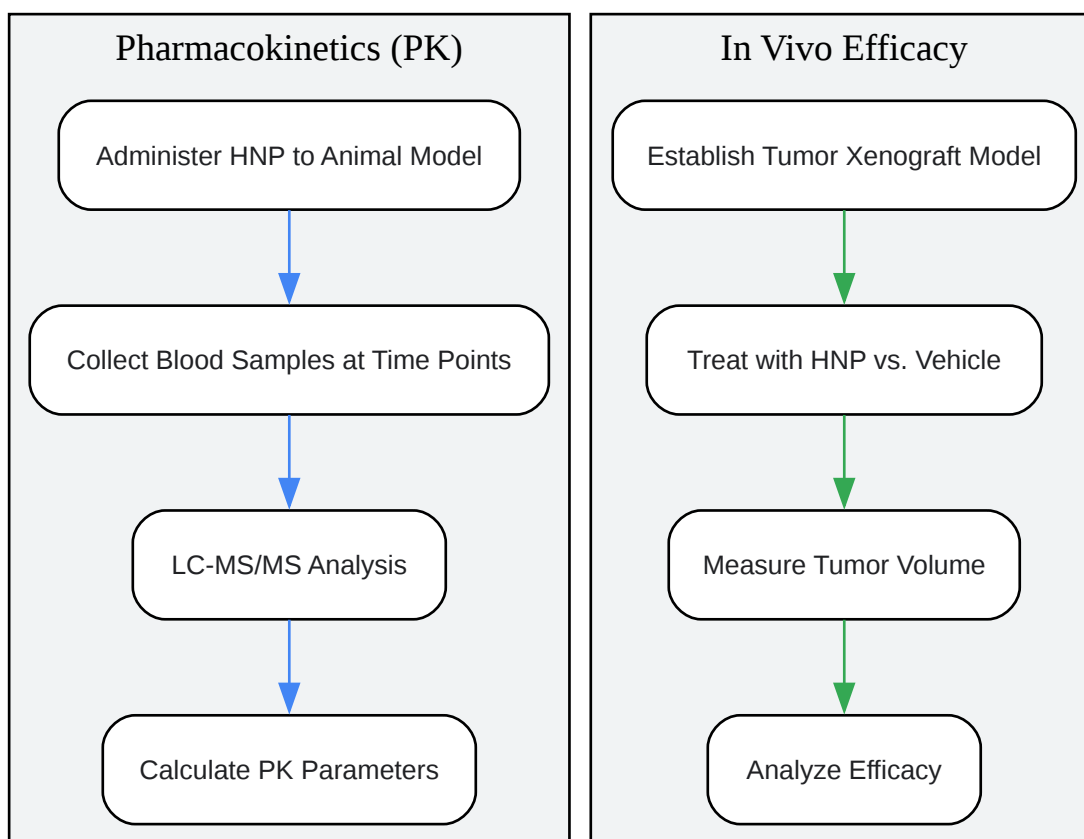 Pharmacokinetics (PK)
Administer HNP to Animal Model
Collect Blood Samples at Time Points
LC-MS/MS Analysis
Calculate PK Parameters
In Vivo Efficacy
Establish Tumor Xenograft Model
Treat with HNP vs. Vehicle
Measure Tumor Volume
Analyze Efficacy